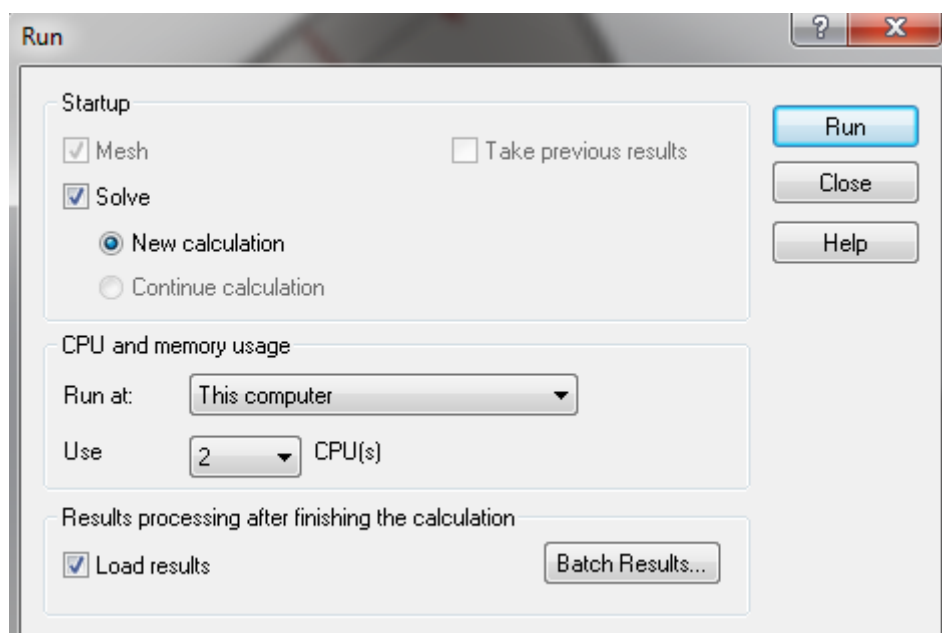 Run
?
X
Startup
Mesh
Take previous results
Solve
New calculation
Continue calculation
Run
Close
Help
CPU and memory usage
Run at: This computer
Use 2 CPU(s)
Results processing after finishing the calculation
Load results
Batch Results...